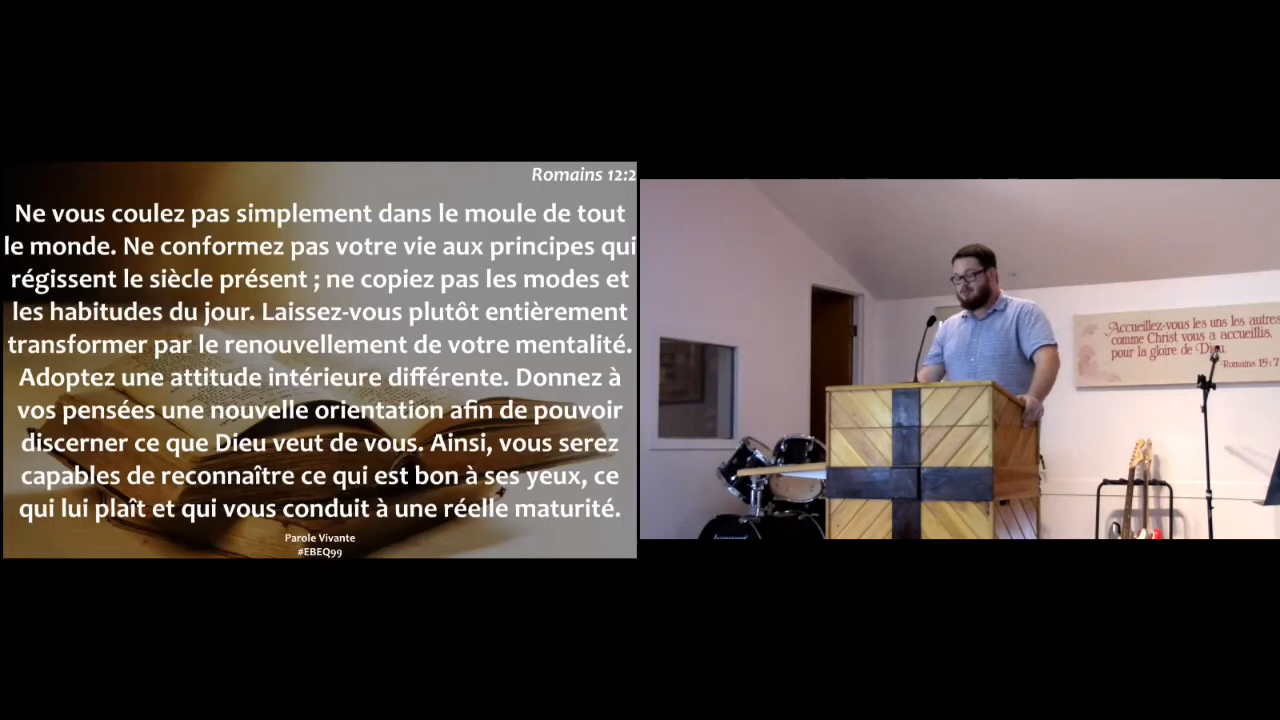 Romains 12:2
Ne vous coulez pas simplement dans le moule de tout
le monde. Ne conformez pas votre vie aux principes qui
régissent le siècle présent ; ne copiez pas les modes et
les habitudes du jour. Laissez-vous plutôt entièrement
transformer par le renouvellement de votre mentalité.
Adoptez une attitude intérieure différente. Donnez à
vos pensées une nouvelle orientation afin de pouvoir
discerner ce que Dieu veut de vous. Ainsi, vous serez
capables de reconnaître ce qui est bon à ses yeux, ce
qui lui plaît et qui vous conduit à une réelle maturité.
Parole Vivante
#EBEQ99
Accueillez-vous les uns les autres
comme Christ vous a accueillis,
pour la gloire de Dieu.
Romains 15:7